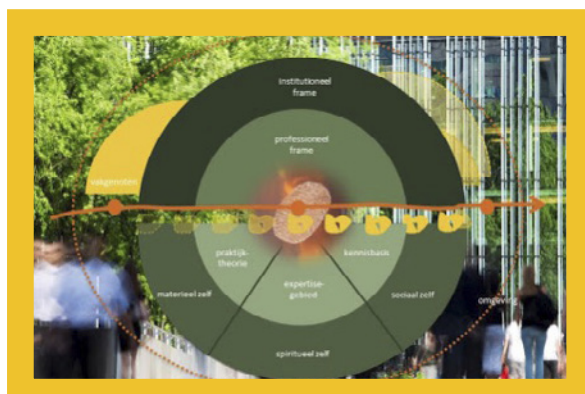 institutioneel
frame
professioneel
frame
vakgenoten
praktijk-
theorie
kennisbasis
materieel zelf
expertise-
gebied
sociaal zelf
omgeving
spiritueel zelf